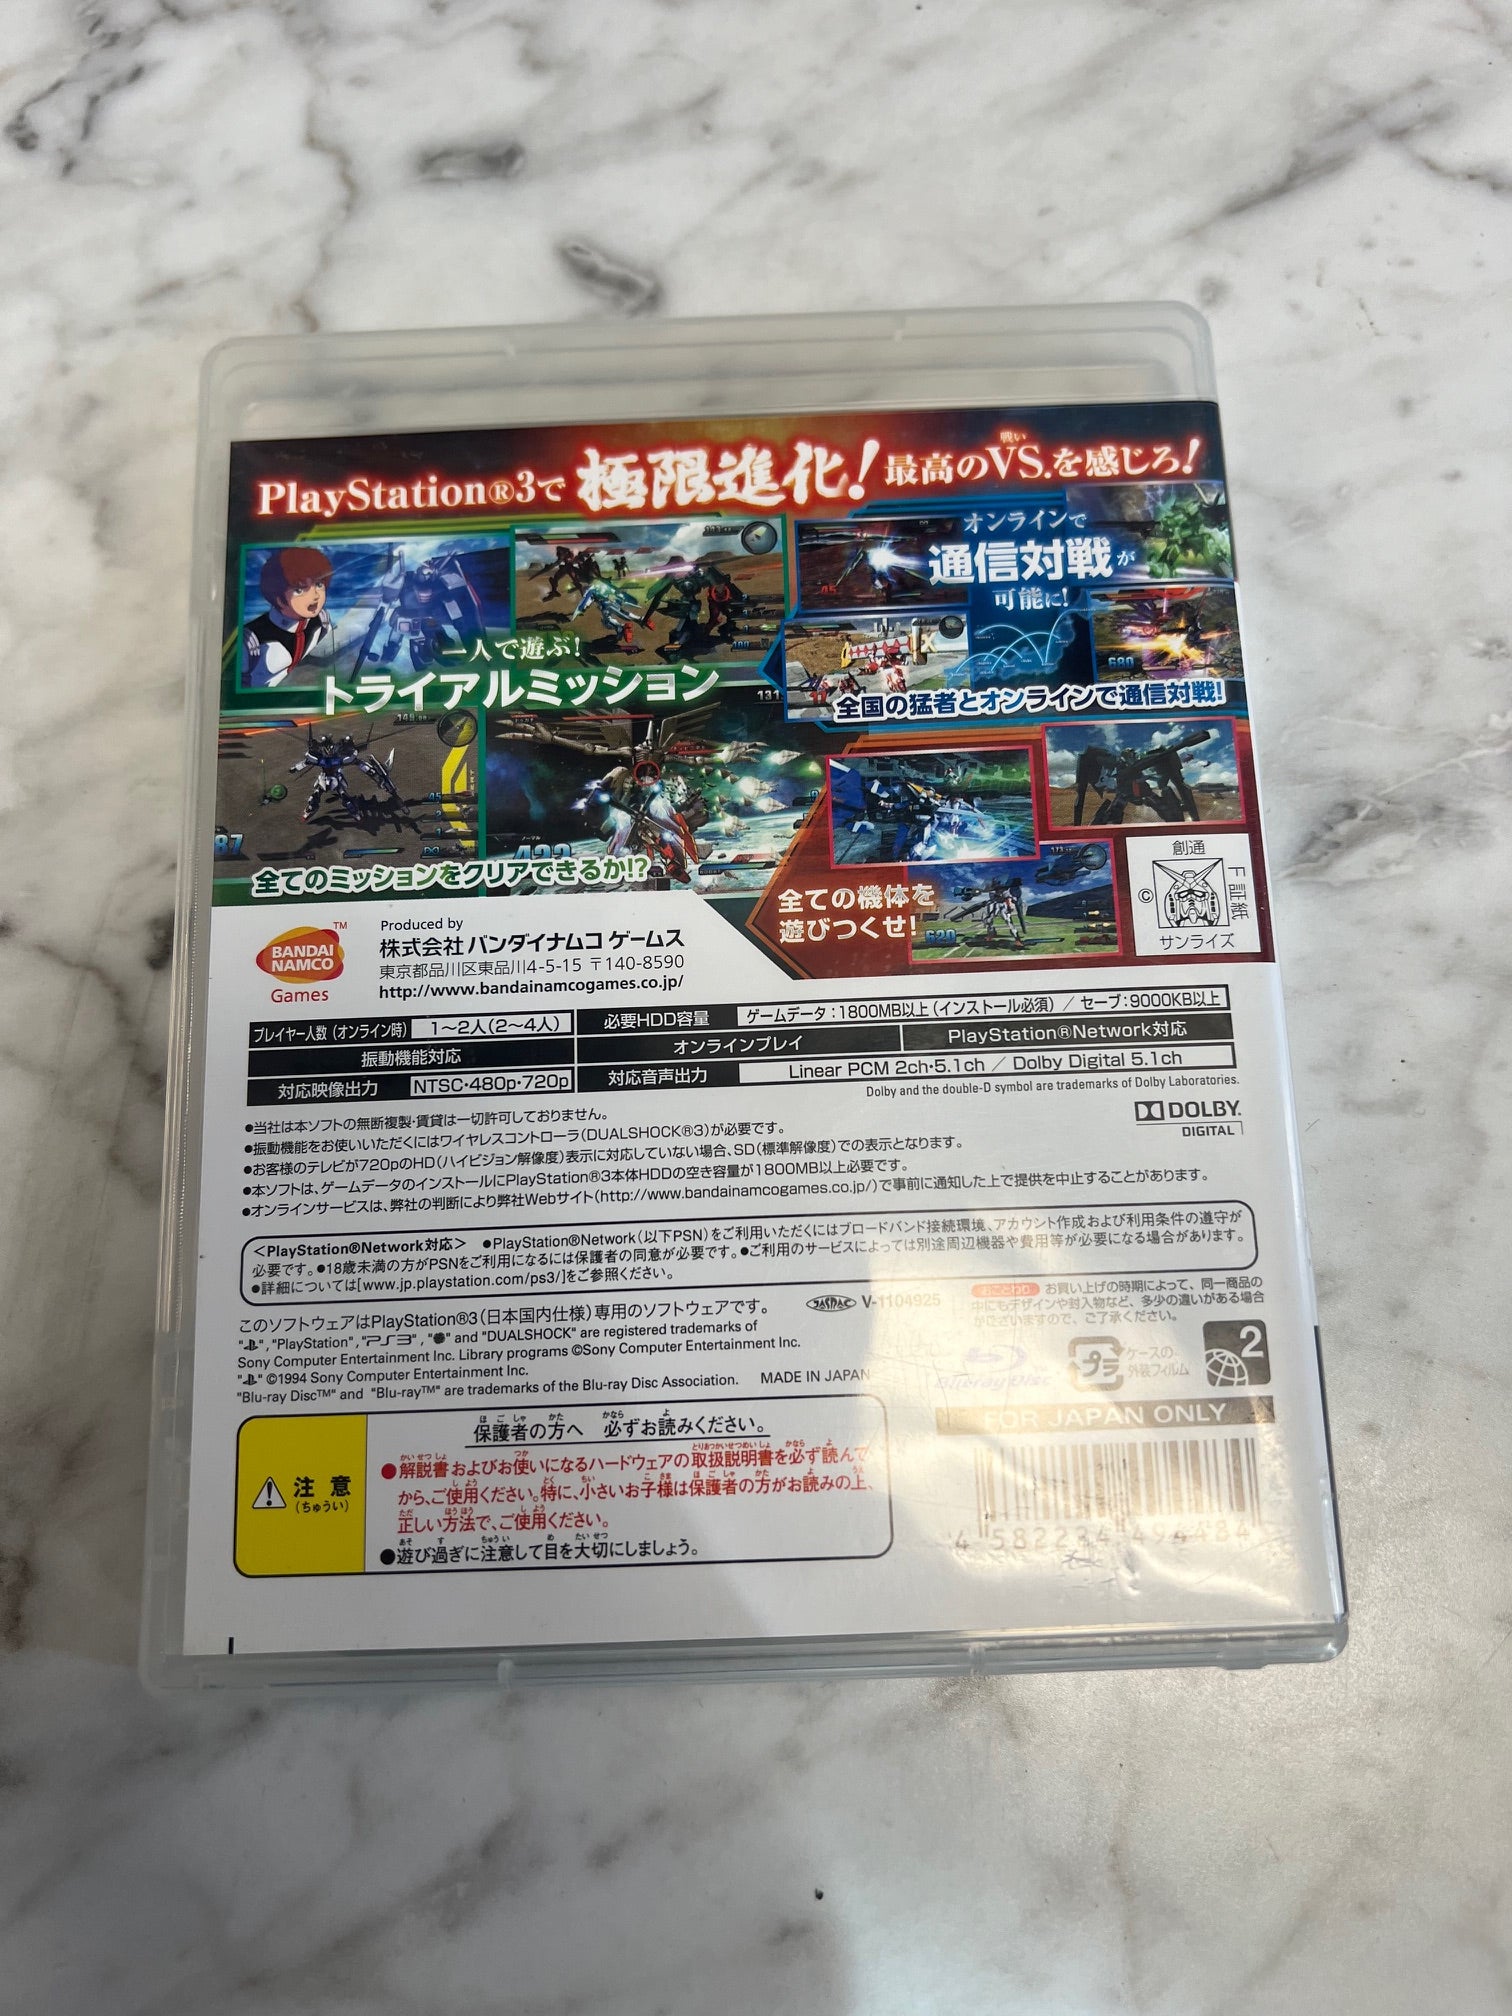 PlayStation®3で極限進化!最高のVS.を感じろ!
戦い
オンラインで
通信対戦が
可能に!
一人で遊ぶ!
トライアルミッション
全国の猛者とオンラインで通信対戦!
全てのミッションをクリアできるか!?
全ての機体を
遊びつくせ!
創通
©
F証紙
サンライズ
BANDAI
NAMCO
Games
TM
Produced by
株式会社 バンダイナムコ ゲームス
東京都品川区東品川4-5-15 〒140-8590
http://www.bandainamcogames.co.jp/
プレイヤー人数(オンライン時) 1〜2人(2〜4人) 必要HDD容量 ゲームデータ:1800MB以上(インストール必須) / セーブ:9000KB以上
振動機能対応 オンラインプレイ PlayStation®Network対応
対応映像出力 NTSC・480p・720p 対応音声出力 Linear PCM 2ch・5.1ch / Dolby Digital 5.1ch
Dolby and the double-D symbol are trademarks of Dolby Laboratories.
DOLBY
DIGITAL
●当社は本ソフトの無断複製・賃貸は一切許可しておりません。
●振動機能をお使いいただくにはワイヤレスコントローラ(DUALSHOCK®3)が必要です。
●お客様のテレビが720pのHD(ハイビジョン解像度)表示に対応していない場合、SD(標準解像度)での表示となります。
●本ソフトは、ゲームデータのインストールにPlayStation®3本体HDDの空き容量が1800MB以上必要です。
●オンラインサービスは、弊社の判断により弊社Webサイト(http://www.bandainamcogames.co.jp/)で事前に通知した上で提供を中止することがあります。
<PlayStation®Network対応> ●PlayStation®Network(以下PSN)をご利用いただくにはブロードバンド接続環境、アカウント作成および利用条件の遵守が
必要です。●18歳未満の方がPSNをご利用になるには保護者の同意が必要です。●ご利用のサービスによっては別途周辺機器や費用等が必要になる場合があります。
●詳細については[www.jp.playstation.com/ps3/]をご参照ください。
このソフトウェアはPlayStation®3(日本国内仕様)専用のソフトウェアです。
JASRAC V-1104925
おことわり お買い上げの時期によって、同一商品の
中にもデザインや封入物など、多少の違いがある場合
がございますので、ご了承ください。
"PlayStation", "PS3", and "DUALSHOCK" are registered trademarks of
Sony Computer Entertainment Inc. Library programs ©Sony Computer Entertainment Inc.
©1994 Sony Computer Entertainment Inc.
"Blu-ray Disc™" and "Blu-ray™" are trademarks of the Blu-ray Disc Association. MADE IN JAPAN
Blu-ray Disc
プラ
ケースの、
外装フィルム
2
FOR JAPAN ONLY
注意
(ちゅうい)
保護者の方へ 必ずお読みください。
●解説書およびお使いになるハードウェアの取扱説明書を必ず読んで
から、ご使用ください。特に、小さいお子様は保護者の方がお読みの上、
正しい方法で、ご使用ください。
●遊び過ぎに注意して目を大切にしましょう。